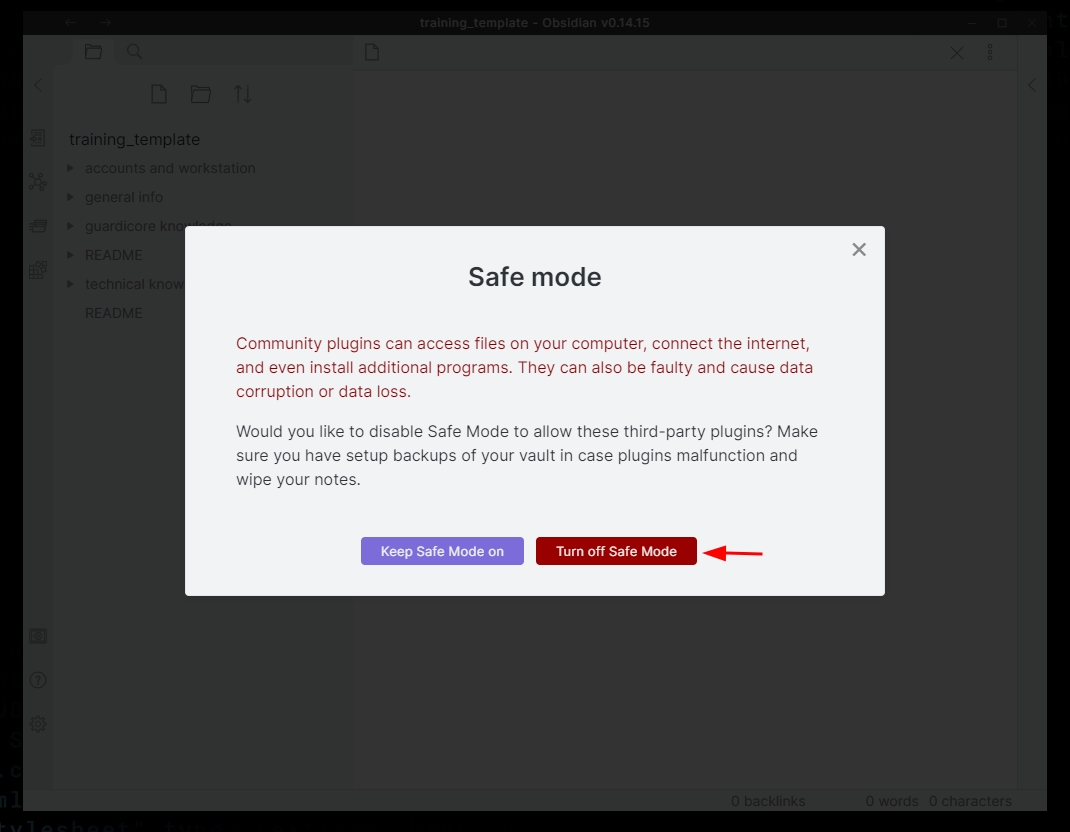 training_template - Obsidian v0.14.15
training_template
accounts and workstation
general info
guardicore knowledge
README
technical know
README
Safe mode
Community plugins can access files on your computer, connect the internet,
and even install additional programs. They can also be faulty and cause data
corruption or data loss.
Would you like to disable Safe Mode to allow these third-party plugins? Make
sure you have setup backups of your vault in case plugins malfunction and
wipe your notes.
Keep Safe Mode on
Turn off Safe Mode
0 backlinks
0 words
0 characters